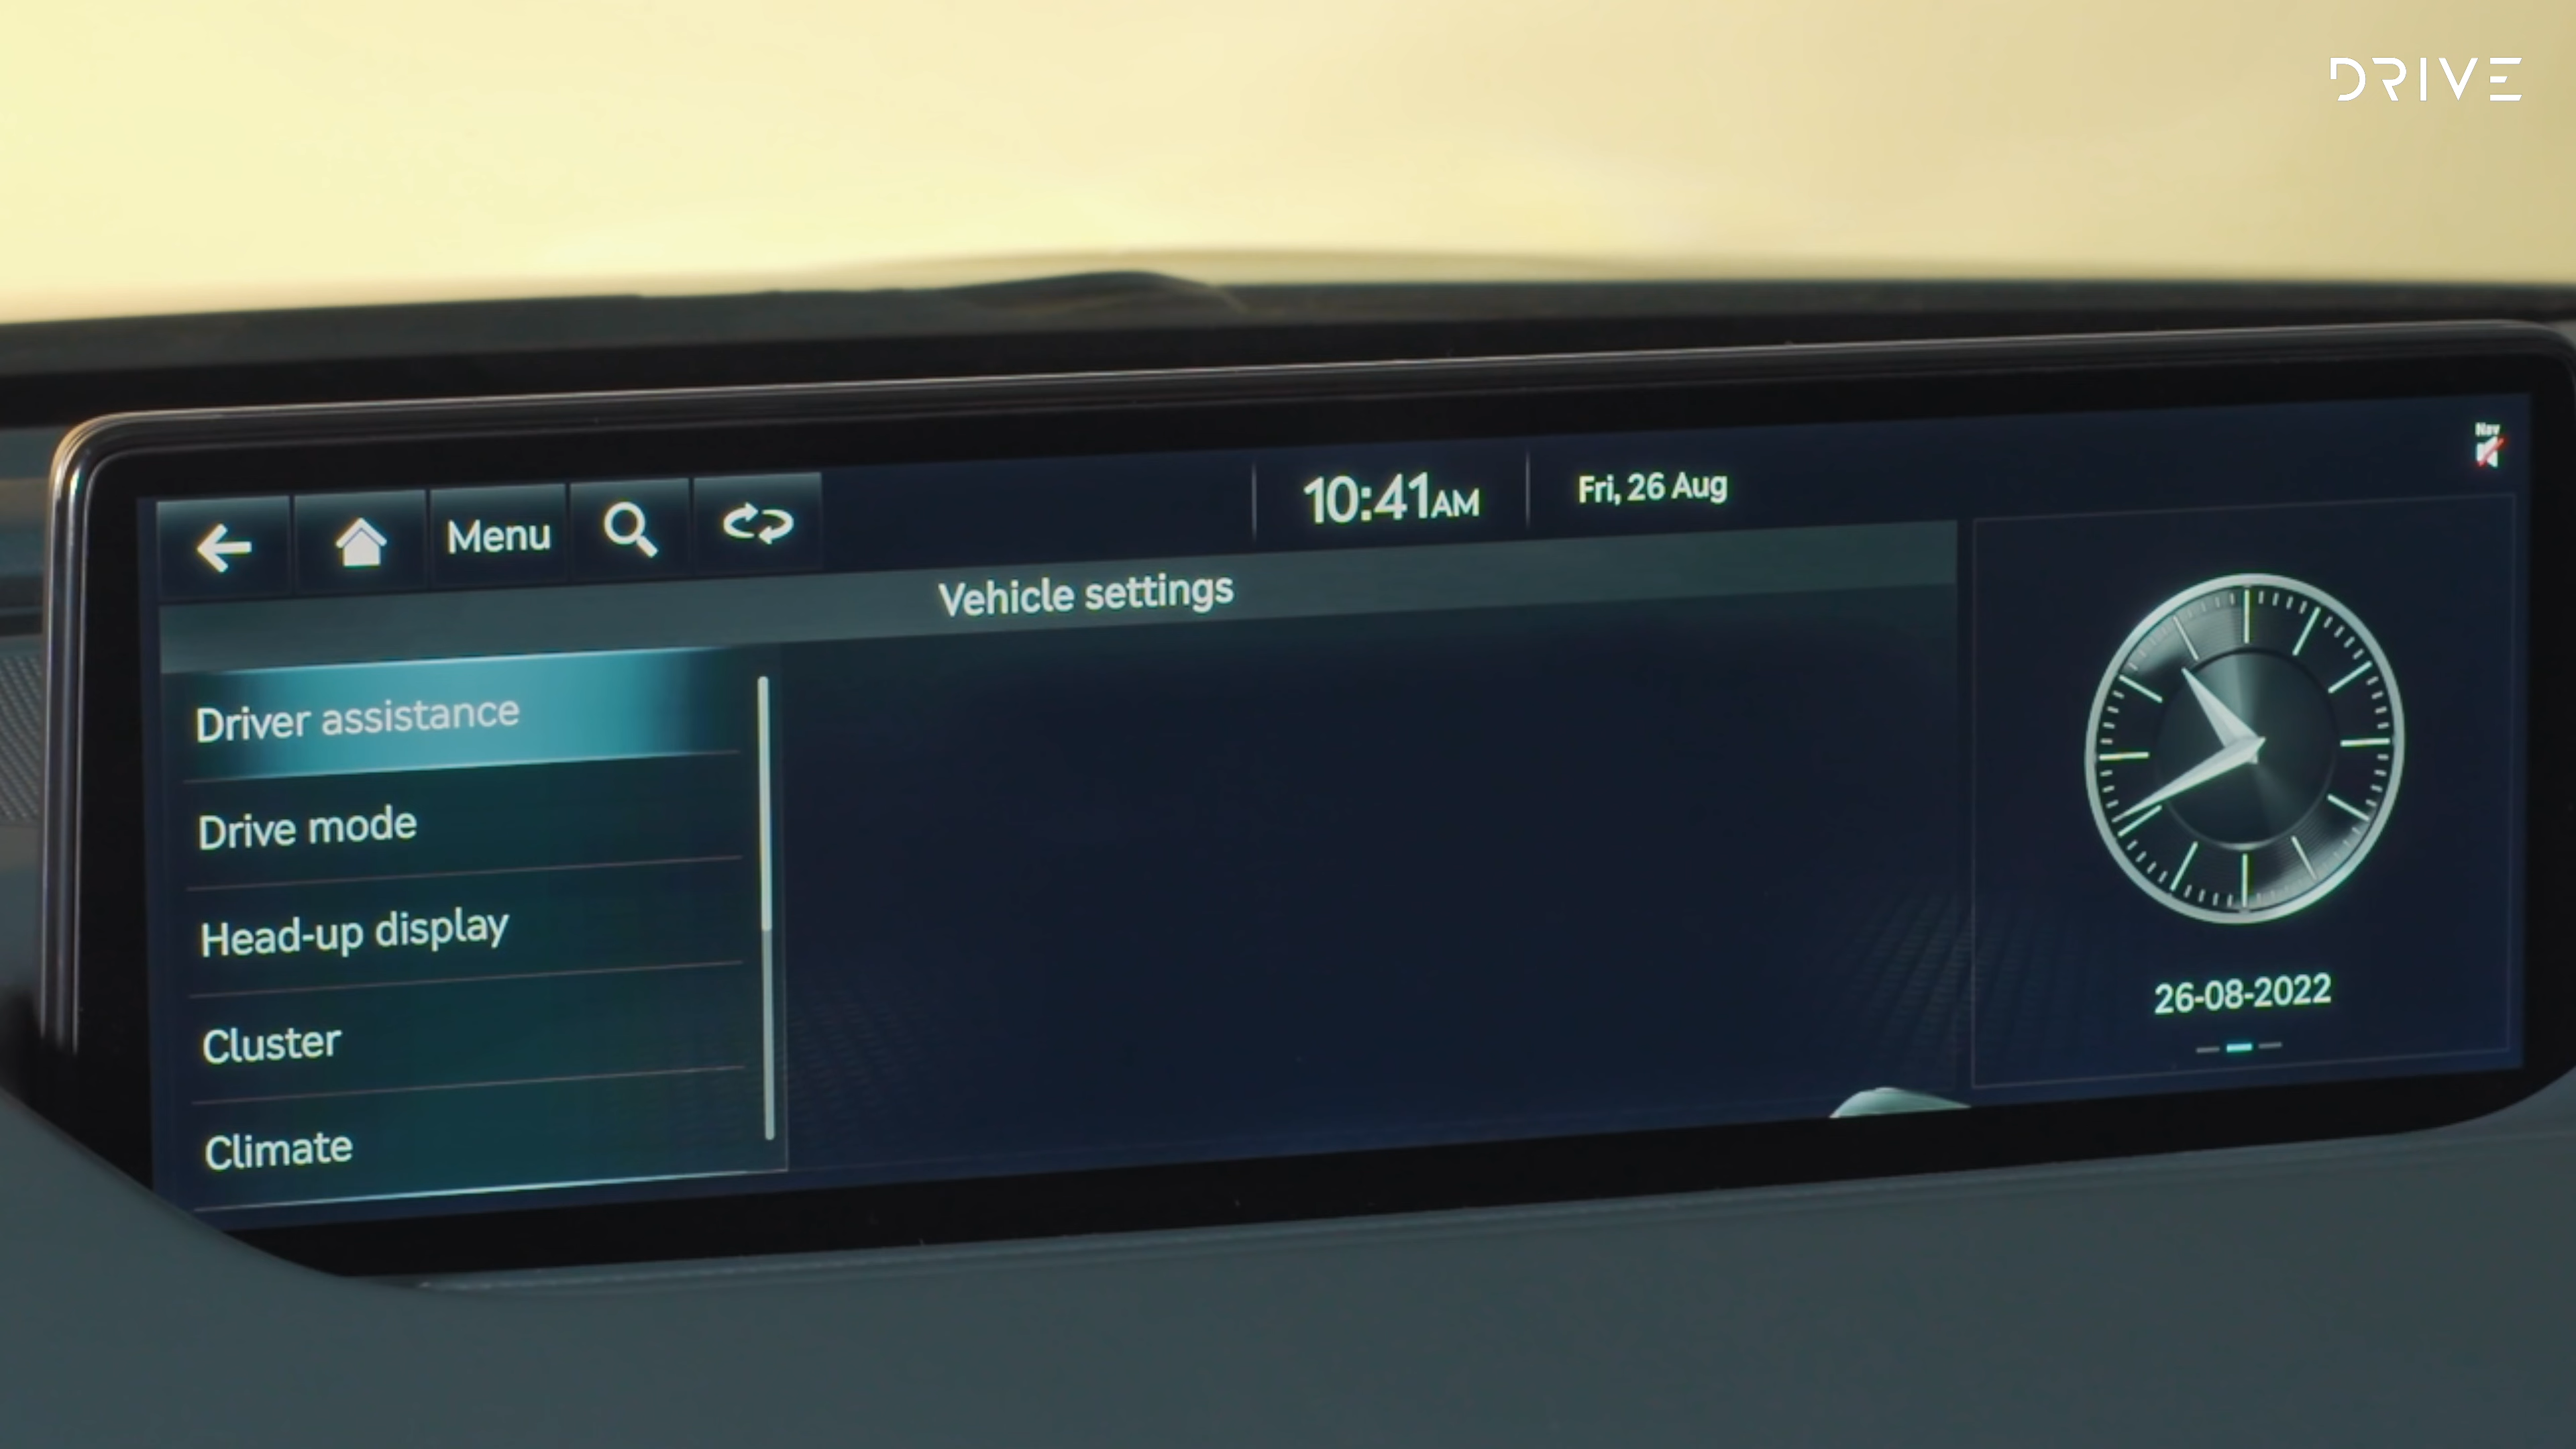 DRIVE
Nav
Menu
10:41AM
Fri, 26 Aug
Vehicle settings
Driver assistance
Drive mode
Head-up display
Cluster
Climate
26-08-2022